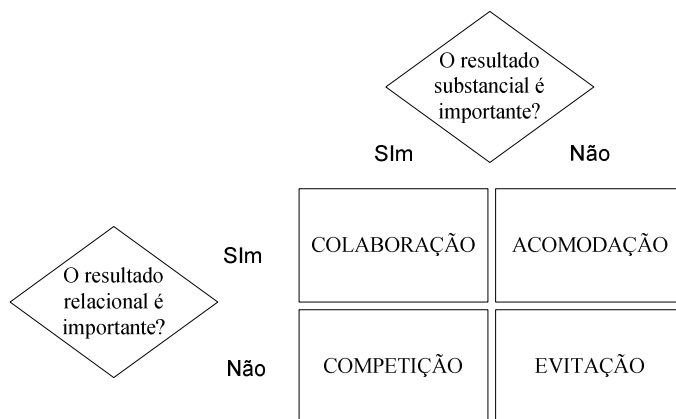 O resultado
substancial é
importante?
SIm
Não
O resultado
relacional é
importante?
SIm
COLABORAÇÃO
ACOMODAÇÃO
Não
COMPETIÇÃO
EVITAÇÃO